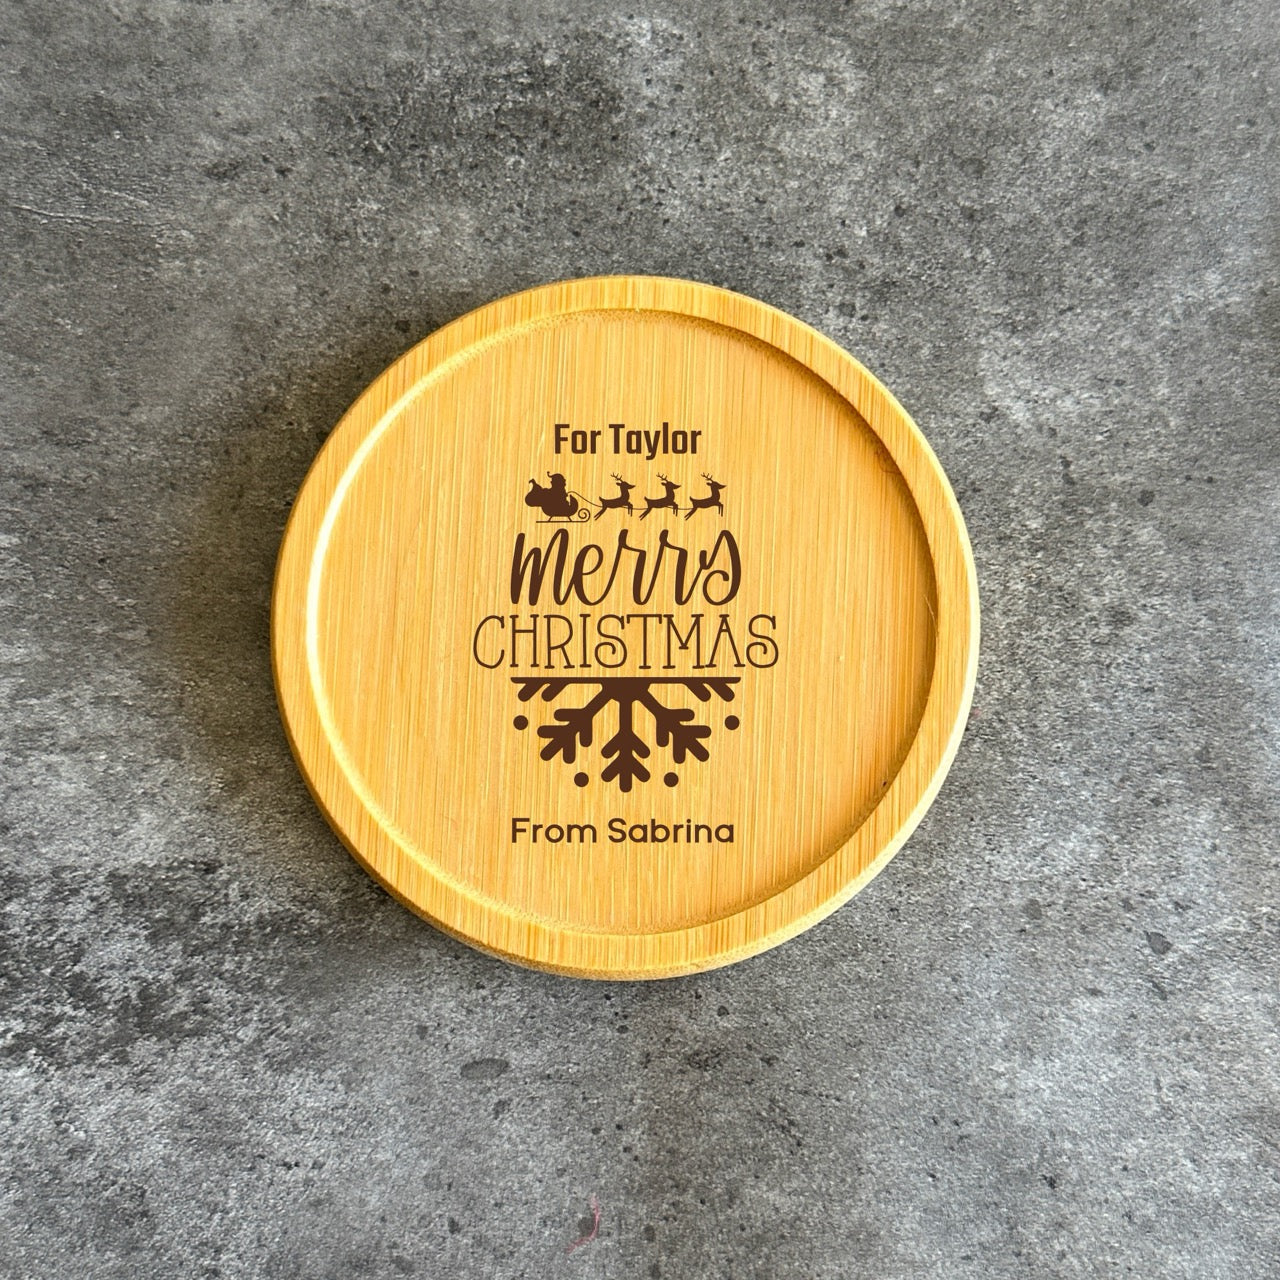 For Taylor
merry
CHRISTMAS
From Sabrina